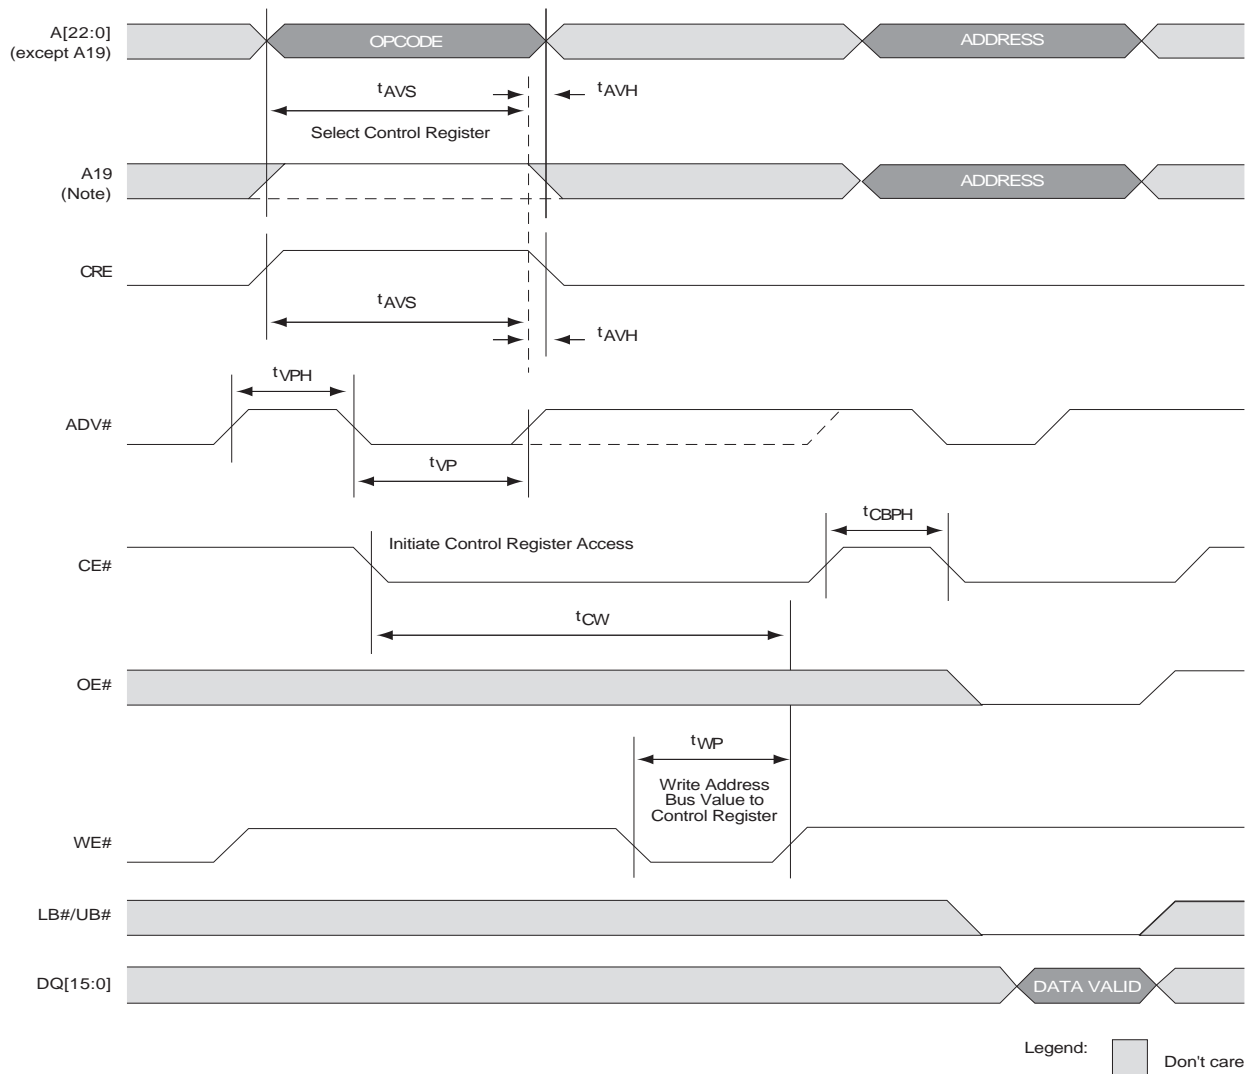 A[22:0]
(except A19)
OPCODE
ADDRESS
tAVS
tAVH
Select Control Register
A19
(Note)
ADDRESS
CRE
tAVS
tAVH
tVPH
ADV#
tVP
tCBPH
Initiate Control Register Access
CE#
tCW
OE#
tWP
Write Address
Bus Value to
Control Register
WE#
LB#/UB#
DQ[15:0]
DATA VALID
Legend:
Don't care